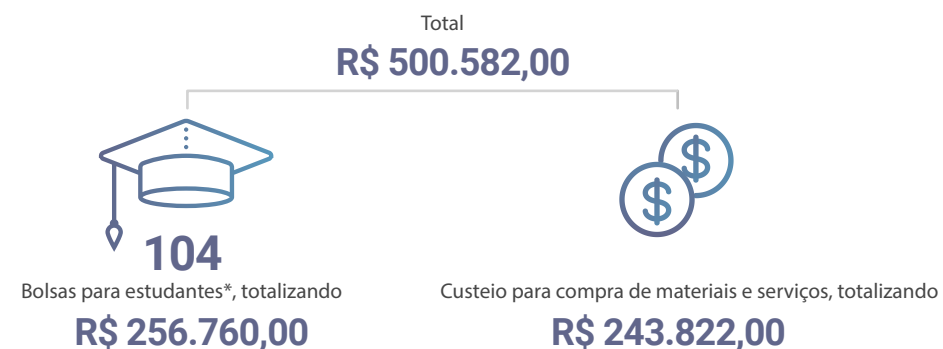 Total
R$ 500.582,00
$
$
104
Bolsas para estudantes*, totalizando
R$ 256.760,00
Custeio para compra de materiais e serviços, totalizando
R$ 243.822,00